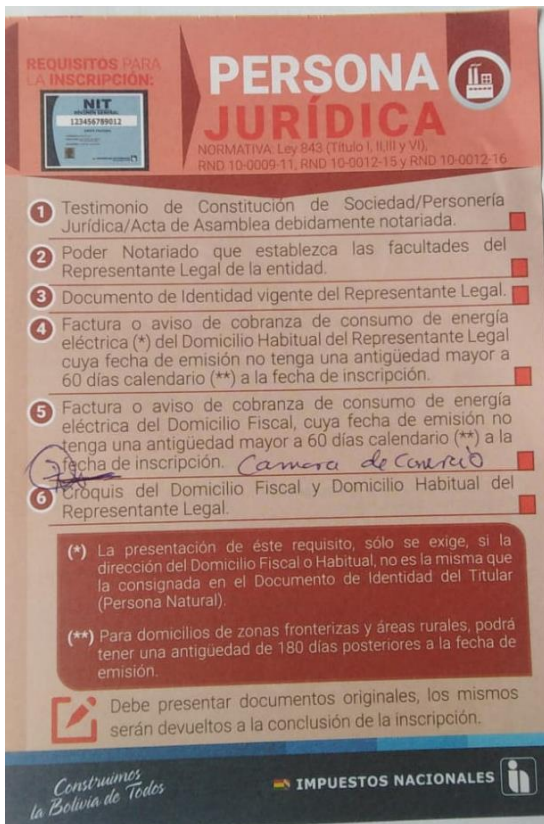 REQUISITOS PARA
LA INSCRIPCIÓN:
NIT
RÉGIMEN GENERAL
123456789012
PERSONA
JURÍDICA
NORMATIVA: Ley 843 (Título I, II,III y VI),
RND 10-0009-11, RND 10-0012-15 y RND 10-0012-16
1 Testimonio de Constitución de Sociedad/Personería
Jurídica/Acta de Asamblea debidamente notariada.
2 Poder Notariado que establezca las facultades del
Representante Legal de la entidad.
3 Documento de Identidad vigente del Representante Legal.
4 Factura o aviso de cobranza de consumo de energía
eléctrica (*) del Domicilio Habitual del Representante Legal
cuya fecha de emisión no tenga una antigüedad mayor a
60 días calendario (**) a la fecha de inscripción.
5 Factura o aviso de cobranza de consumo de energía
eléctrica del Domicilio Fiscal, cuya fecha de emisión no
tenga una antigüedad mayor a 60 días calendario (**) a la
fecha de inscripción. Camara de Comercio
6 Croquis del Domicilio Fiscal y Domicilio Habitual del
Representante Legal.
(*) La presentación de éste requisito, sólo se exige, si la
dirección del Domicilio Fiscal o Habitual, no es la misma que
la consignada en el Documento de Identidad del Titular
(Persona Natural).
(**) Para domicilios de zonas fronterizas y áreas rurales, podrá
tener una antigüedad de 180 días posteriores a la fecha de
emisión.
Debe presentar documentos originales, los mismos
serán devueltos a la conclusión de la inscripción.
Construimos
la Bolivia de Todos
IMPUESTOS NACIONALES